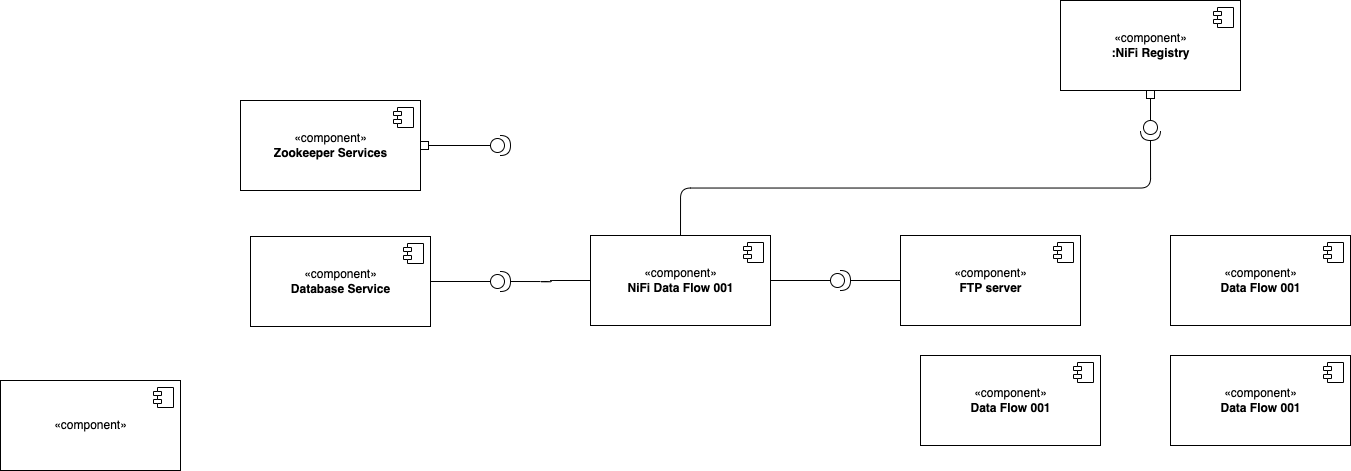 «component»
:NiFi Registry
«component»
Zookeeper Services
«component»
Database Service
«component»
NiFi Data Flow 001
«component»
FTP server
«component»
Data Flow 001
«component»
Data Flow 001
«component»
Data Flow 001
«component»